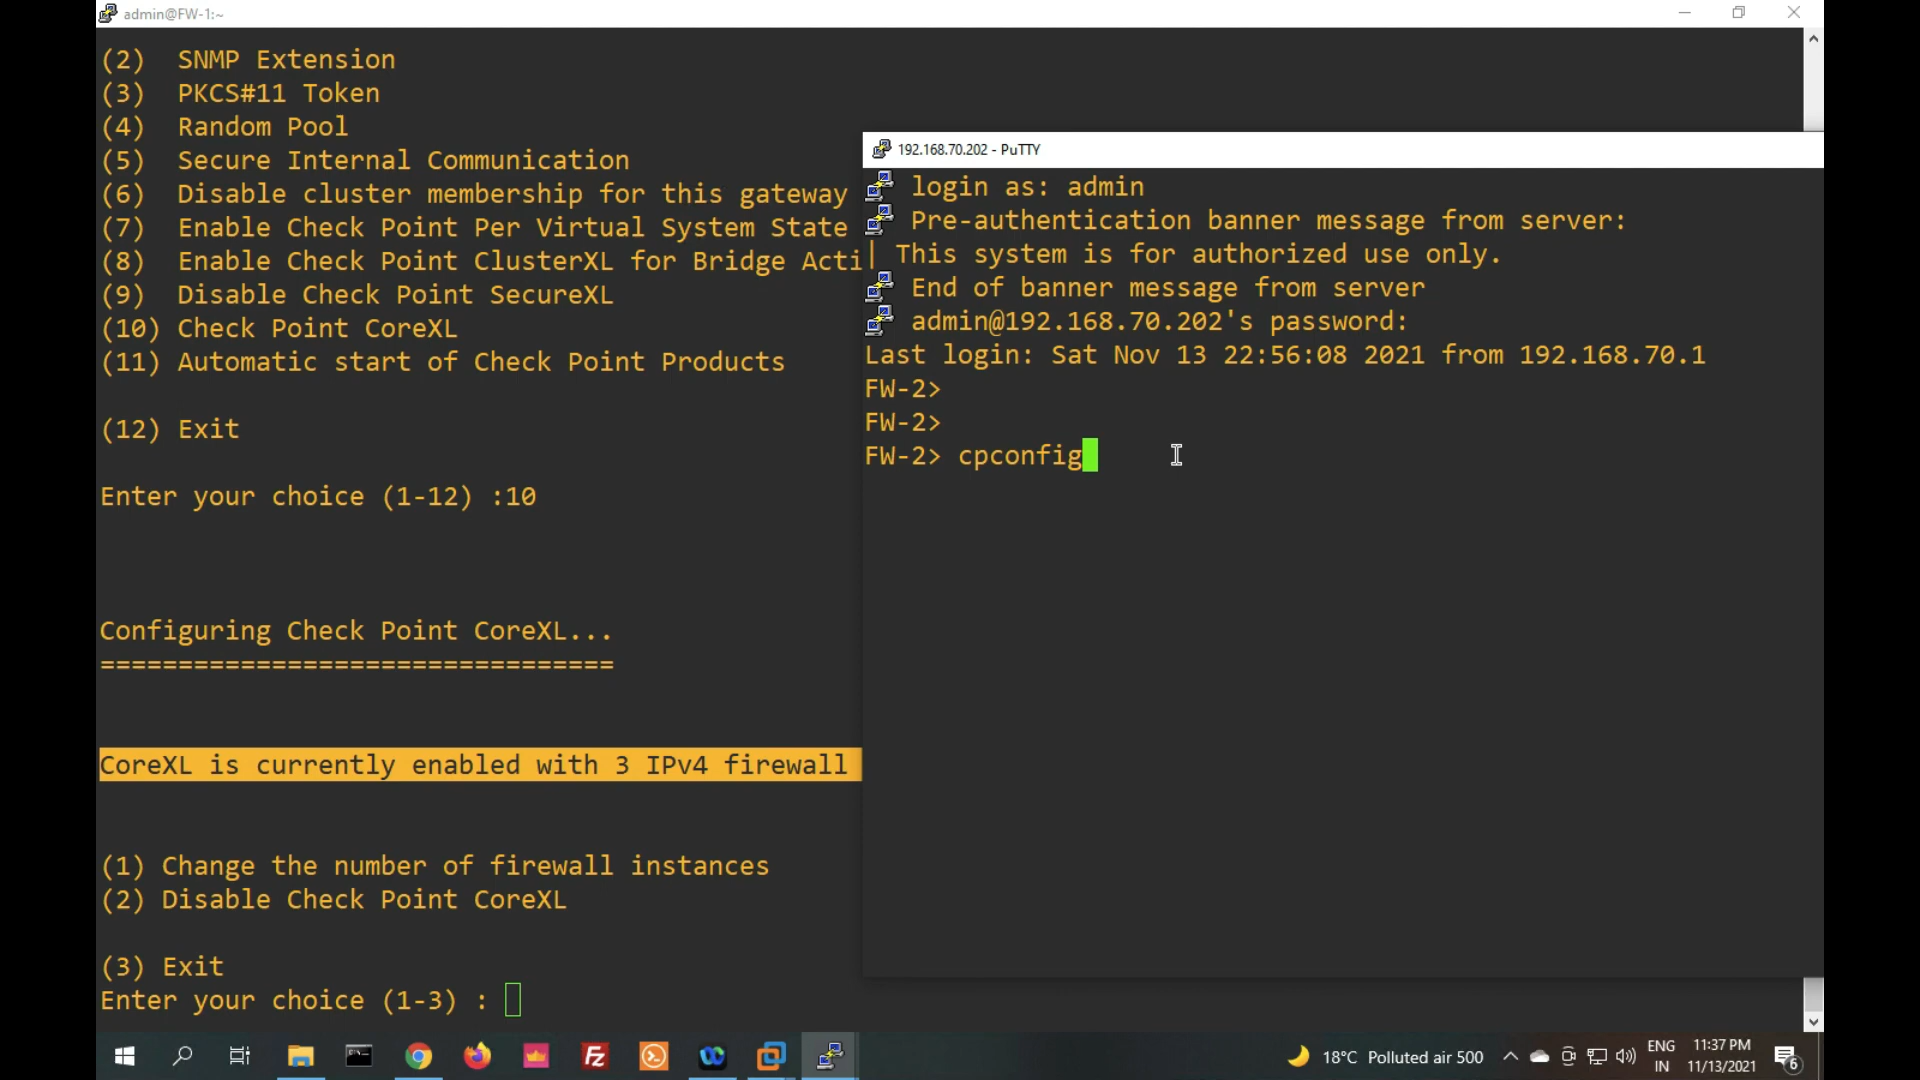 admin@FW-1:~
(2) SNMP Extension
(3) PKCS#11 Token
(4) Random Pool
(5) Secure Internal Communication
(6) Disable cluster membership for this gateway
(7) Enable Check Point Per Virtual System State
(8) Enable Check Point ClusterXL for Bridge Acti
(9) Disable Check Point SecureXL
(10) Check Point CoreXL
(11) Automatic start of Check Point Products
(12) Exit
Enter your choice (1-12) :10
Configuring Check Point CoreXL...
=================================
CoreXL is currently enabled with 3 IPv4 firewall
(1) Change the number of firewall instances
(2) Disable Check Point CoreXL
(3) Exit
Enter your choice (1-3) :
192.168.70.202 - PuTTY
login as: admin
Pre-authentication banner message from server:
| This system is for authorized use only.
End of banner message from server
admin@192.168.70.202's password:
Last login: Sat Nov 13 22:56:08 2021 from 192.168.70.1
FW-2>
FW-2>
FW-2> cpconfig
18°C Polluted air 500
ENG
IN
11:37 PM
11/13/2021
6